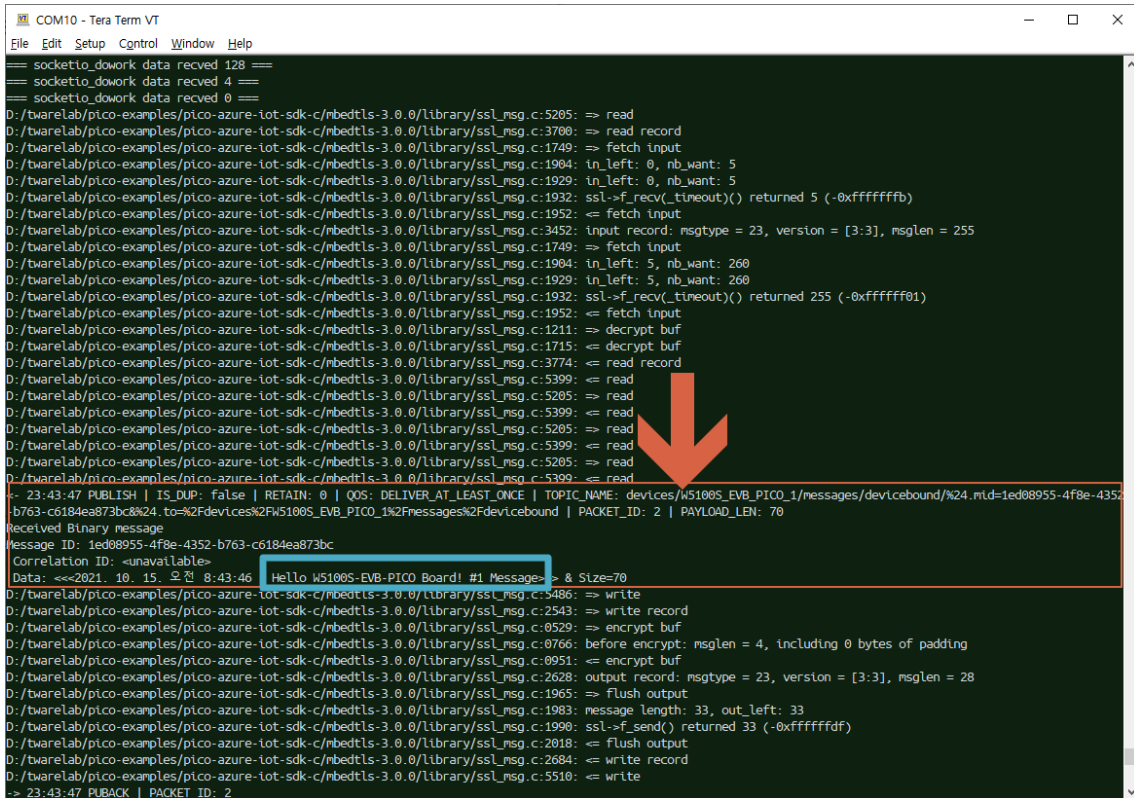 COM10 - Tera Term VT
File Edit Setup Control Window Help
=== socketio_dowork data recved 128 ===
=== socketio_dowork data recved 4 ===
=== socketio_dowork data recved 0 ===
D:/twarelab/pico-examples/pico-azure-iot-sdk-c/mbedtls-3.0.0/library/ssl_msg.c:5205: => read
D:/twarelab/pico-examples/pico-azure-iot-sdk-c/mbedtls-3.0.0/library/ssl_msg.c:3700: => read record
D:/twarelab/pico-examples/pico-azure-iot-sdk-c/mbedtls-3.0.0/library/ssl_msg.c:1749: => fetch input
D:/twarelab/pico-examples/pico-azure-iot-sdk-c/mbedtls-3.0.0/library/ssl_msg.c:1904: in_left: 0, nb_want: 5
D:/twarelab/pico-examples/pico-azure-iot-sdk-c/mbedtls-3.0.0/library/ssl_msg.c:1929: in_left: 0, nb_want: 5
D:/twarelab/pico-examples/pico-azure-iot-sdk-c/mbedtls-3.0.0/library/ssl_msg.c:1932: ssl->f_recv(_timeout)() returned 5 (-0xfffffffb)
D:/twarelab/pico-examples/pico-azure-iot-sdk-c/mbedtls-3.0.0/library/ssl_msg.c:1952: <= fetch input
D:/twarelab/pico-examples/pico-azure-iot-sdk-c/mbedtls-3.0.0/library/ssl_msg.c:3452: input record: msgtype = 23, version = [3:3], msglen = 255
D:/twarelab/pico-examples/pico-azure-iot-sdk-c/mbedtls-3.0.0/library/ssl_msg.c:1749: => fetch input
D:/twarelab/pico-examples/pico-azure-iot-sdk-c/mbedtls-3.0.0/library/ssl_msg.c:1904: in_left: 5, nb_want: 260
D:/twarelab/pico-examples/pico-azure-iot-sdk-c/mbedtls-3.0.0/library/ssl_msg.c:1929: in_left: 5, nb_want: 260
D:/twarelab/pico-examples/pico-azure-iot-sdk-c/mbedtls-3.0.0/library/ssl_msg.c:1932: ssl->f_recv(_timeout)() returned 255 (-0xffffff01)
D:/twarelab/pico-examples/pico-azure-iot-sdk-c/mbedtls-3.0.0/library/ssl_msg.c:1952: <= fetch input
D:/twarelab/pico-examples/pico-azure-iot-sdk-c/mbedtls-3.0.0/library/ssl_msg.c:1211: => decrypt buf
D:/twarelab/pico-examples/pico-azure-iot-sdk-c/mbedtls-3.0.0/library/ssl_msg.c:1715: <= decrypt buf
D:/twarelab/pico-examples/pico-azure-iot-sdk-c/mbedtls-3.0.0/library/ssl_msg.c:3774: <= read record
D:/twarelab/pico-examples/pico-azure-iot-sdk-c/mbedtls-3.0.0/library/ssl_msg.c:5399: <= read
D:/twarelab/pico-examples/pico-azure-iot-sdk-c/mbedtls-3.0.0/library/ssl_msg.c:5205: => read
D:/twarelab/pico-examples/pico-azure-iot-sdk-c/mbedtls-3.0.0/library/ssl_msg.c:5399: <= read
D:/twarelab/pico-examples/pico-azure-iot-sdk-c/mbedtls-3.0.0/library/ssl_msg.c:5205: => read
D:/twarelab/pico-examples/pico-azure-iot-sdk-c/mbedtls-3.0.0/library/ssl_msg.c:5399: <= read
D:/twarelab/pico-examples/pico-azure-iot-sdk-c/mbedtls-3.0.0/library/ssl_msg.c:5205: => read
D:/twarelab/pico-examples/pico-azure-iot-sdk-c/mbedtls-3.0.0/library/ssl_msg.c:5399: <= read
<- 23:43:47 PUBLISH | IS_DUP: false | RETAIN: 0 | QOS: DELIVER_AT_LEAST_ONCE | TOPIC_NAME: devices/W5100S_EVB_PICO_1/messages/devicebound/%24.mid=1ed08955-4f8e-4352
-b763-c6184ea873bc&%24.to=%2Fdevices%2FW5100S_EVB_PICO_1%2Fmessages%2Fdevicebound | PACKET_ID: 2 | PAYLOAD_LEN: 70
Received Binary message
Message ID: 1ed08955-4f8e-4352-b763-c6184ea873bc
Correlation ID: <unavailable>
Data: <<<2021. 10. 15. 오전 8:43:46 Hello W5100S-EVB-PICO Board! #1 Message>> & Size=70
D:/twarelab/pico-examples/pico-azure-iot-sdk-c/mbedtls-3.0.0/library/ssl_msg.c:5486: => write
D:/twarelab/pico-examples/pico-azure-iot-sdk-c/mbedtls-3.0.0/library/ssl_msg.c:2543: => write record
D:/twarelab/pico-examples/pico-azure-iot-sdk-c/mbedtls-3.0.0/library/ssl_msg.c:0529: => encrypt buf
D:/twarelab/pico-examples/pico-azure-iot-sdk-c/mbedtls-3.0.0/library/ssl_msg.c:0766: before encrypt: msglen = 4, including 0 bytes of padding
D:/twarelab/pico-examples/pico-azure-iot-sdk-c/mbedtls-3.0.0/library/ssl_msg.c:0951: <= encrypt buf
D:/twarelab/pico-examples/pico-azure-iot-sdk-c/mbedtls-3.0.0/library/ssl_msg.c:2628: output record: msgtype = 23, version = [3:3], msglen = 28
D:/twarelab/pico-examples/pico-azure-iot-sdk-c/mbedtls-3.0.0/library/ssl_msg.c:1965: => flush output
D:/twarelab/pico-examples/pico-azure-iot-sdk-c/mbedtls-3.0.0/library/ssl_msg.c:1983: message length: 33, out_left: 33
D:/twarelab/pico-examples/pico-azure-iot-sdk-c/mbedtls-3.0.0/library/ssl_msg.c:1990: ssl->f_send() returned 33 (-0xffffffdf)
D:/twarelab/pico-examples/pico-azure-iot-sdk-c/mbedtls-3.0.0/library/ssl_msg.c:2018: <= flush output
D:/twarelab/pico-examples/pico-azure-iot-sdk-c/mbedtls-3.0.0/library/ssl_msg.c:2684: <= write record
D:/twarelab/pico-examples/pico-azure-iot-sdk-c/mbedtls-3.0.0/library/ssl_msg.c:5510: <= write
-> 23:43:47 PUBACK | PACKET_ID: 2